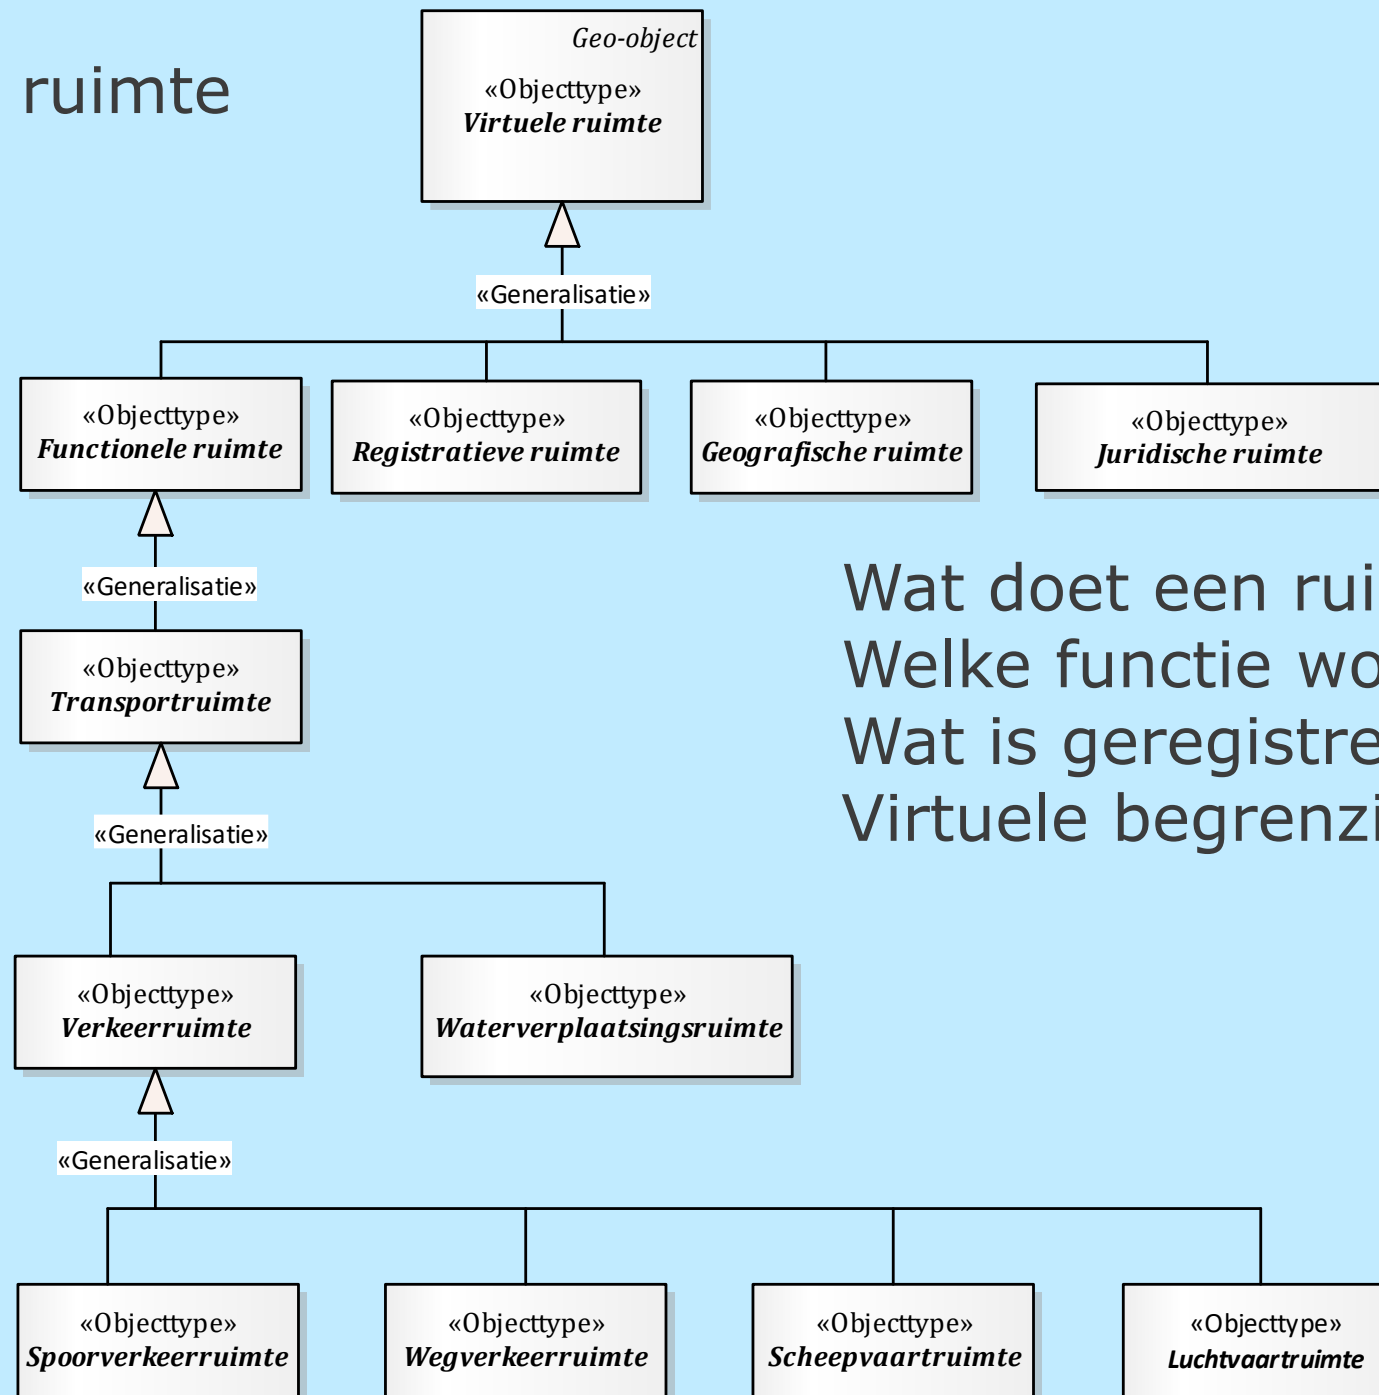 ruimte
Geo-object
«Objecttype»
Virtuele ruimte
«Generalisatie»
«Objecttype»
Functionele ruimte
«Objecttype»
Registratieve ruimte
«Objecttype»
Geografische ruimte
«Objecttype»
Juridische ruimte
«Generalisatie»
«Objecttype»
Transportruimte
Wat doet een rui
Welke functie wo
Wat is geregistre
Virtuele begrenzi
«Generalisatie»
«Objecttype»
Verkeerruimte
«Objecttype»
Waterverplaatsingsruimte
«Generalisatie»
«Objecttype»
Spoorverkeerruimte
«Objecttype»
Wegverkeerruimte
«Objecttype»
Scheepvaartruimte
«Objecttype»
Luchtvaartruimte